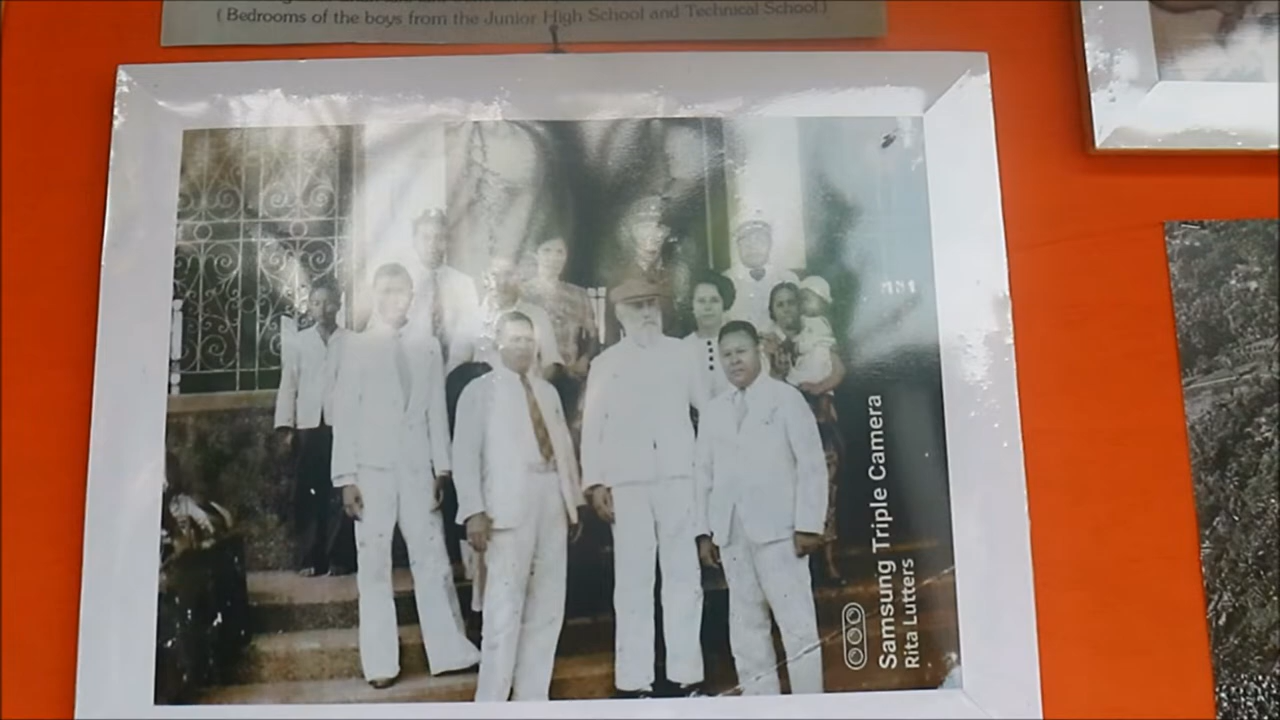 ( Bedrooms of the boys from the Junior High School and Technical School )
Samsung Triple Camera
Rita Lutters